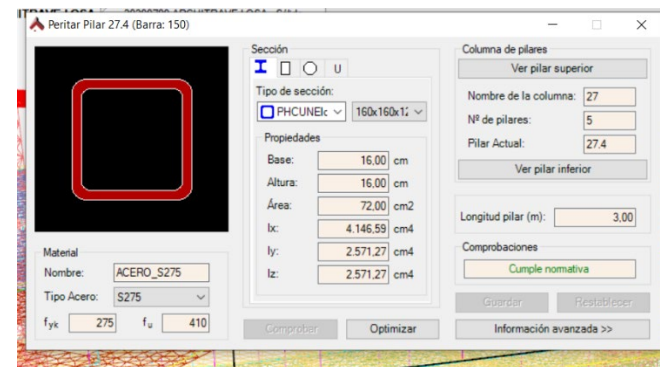 Peritar Pilar 27.4 (Barra: 150)
Sección
U
Tipo de sección:
PHCUNEIc
160x160x12
Propiedades
Base: 16,00 cm
Altura: 16,00 cm
Área: 72,00 cm2
Ix: 4.146,59 cm4
Iy: 2.571,27 cm4
Iz: 2.571,27 cm4
Comprobar
Optimizar
Material
Nombre: ACERO_S275
Tipo Acero: S275
fyk 275 fu 410
Columna de pilares
Ver pilar superior
Nombre de la columna: 27
Nº de pilares: 5
Pilar Actual: 27.4
Ver pilar inferior
Longitud pilar (m): 3,00
Comprobaciones
Cumple normativa
Guardar
Restablecer
Información avanzada >>